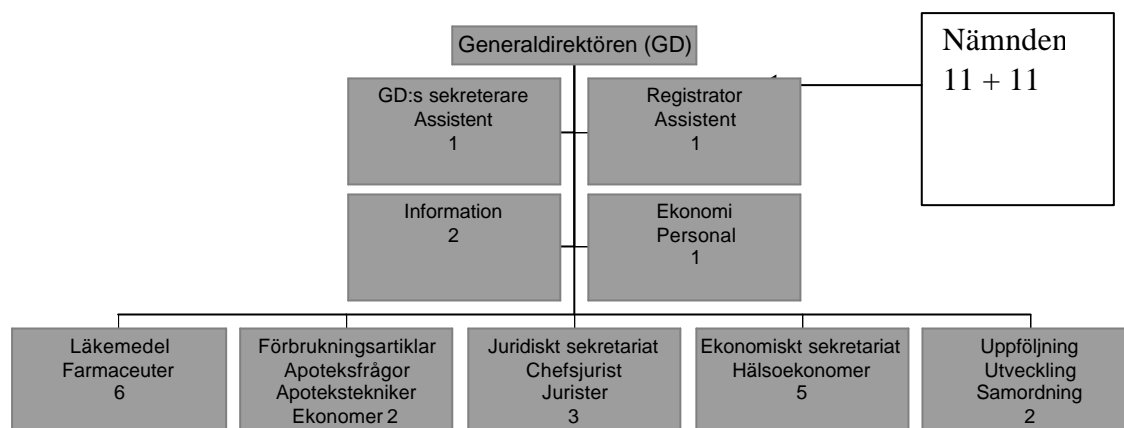 Generaldirektören (GD)
Nämnden
11 + 11
GD:s sekreterare
Assistent
1
Registrator
Assistent
1
Information
2
Ekonomi
Personal
1
Läkemedel
Farmaceuter
6
Förbrukningsartiklar
Apoteksfrågor
Apotekstekniker
Ekonomer 2
Juridiskt sekretariat
Chefsjurist
Jurister
3
Ekonomiskt sekretariat
Hälsoekonomer
5
Uppföljning
Utveckling
Samordning
2